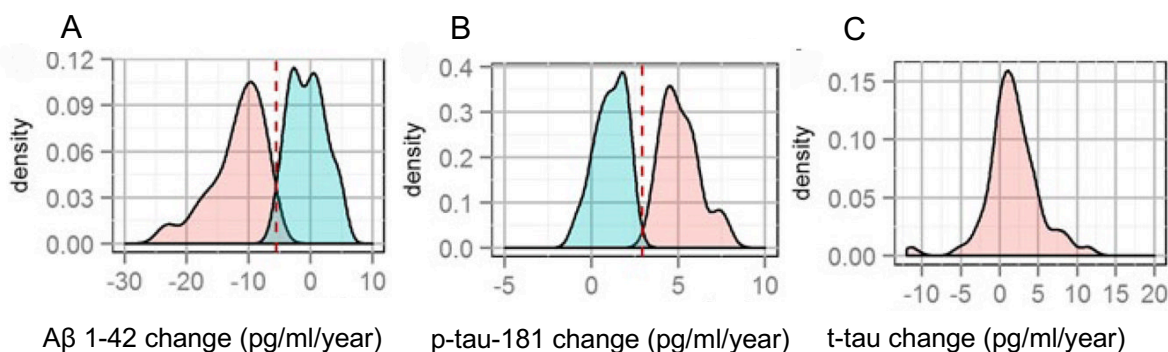 A
B
C
density
0.12
0.09
0.06
0.03
0.00
-30 -20 -10 0 10
Aβ 1-42 change (pg/ml/year)
density
0.4
0.3
0.2
0.1
0.0
-5 0 5 10
p-tau-181 change (pg/ml/year)
density
0.15
0.10
0.05
0.00
-10 -5 0 5 10 15 20
t-tau change (pg/ml/year)